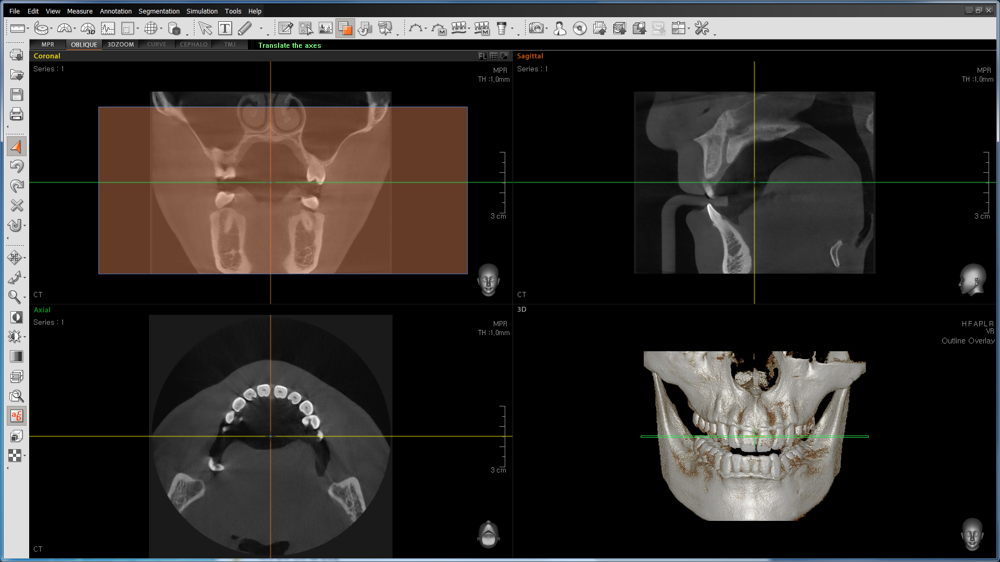 File Edit View Measure Annotation Segmentation Simulation Tools Help
T
3D
M
M
MPR OBLIQUE 3DZOOM CURVE CEPHALO TMJ Translate the axes
Coronal
FL
Series : 1
MPR
TH :1,0mm
3 cm
CT
Sagittal
Series : 1
MPR
TH :1,0mm
3 cm
CT
Axial
Series : 1
MPR
TH :1,0mm
3 cm
CT
3D
H F A P L R
VR
Outline Overlay
abc